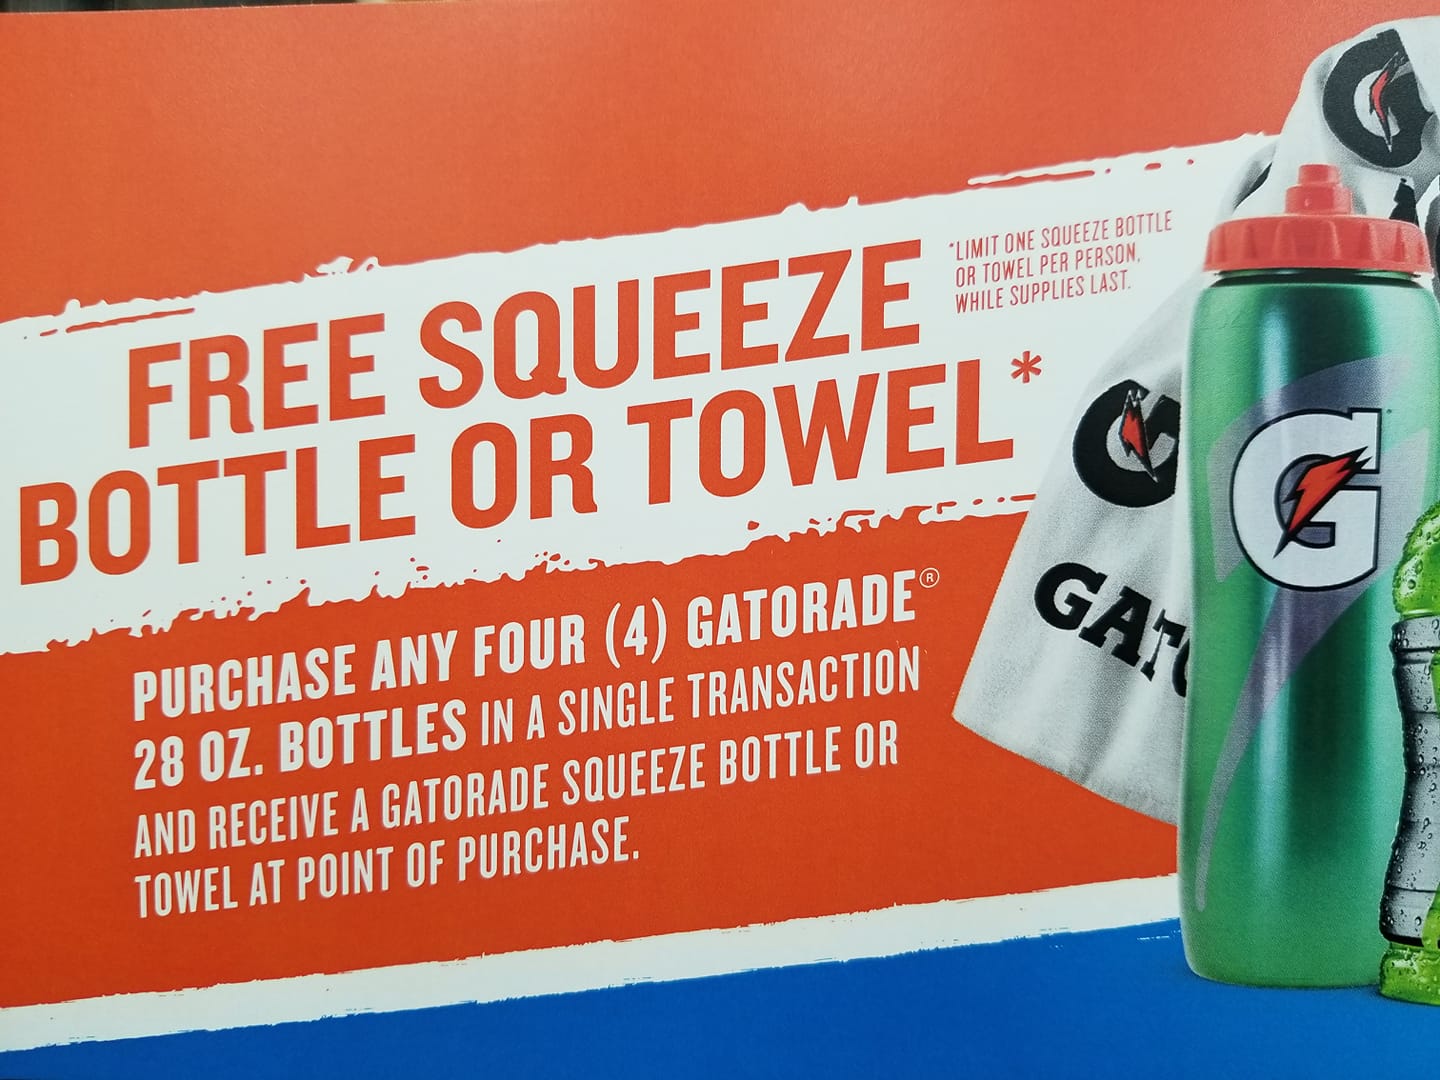 FREE SQUEEZE
BOTTLE OR TOWEL*
*LIMIT ONE SQUEEZE BOTTLE
OR TOWEL PER PERSON,
WHILE SUPPLIES LAST.
PURCHASE ANY FOUR (4) GATORADE®
28 OZ. BOTTLES IN A SINGLE TRANSACTION
AND RECEIVE A GATORADE SQUEEZE BOTTLE OR
TOWEL AT POINT OF PURCHASE.
G
G
GATO
G